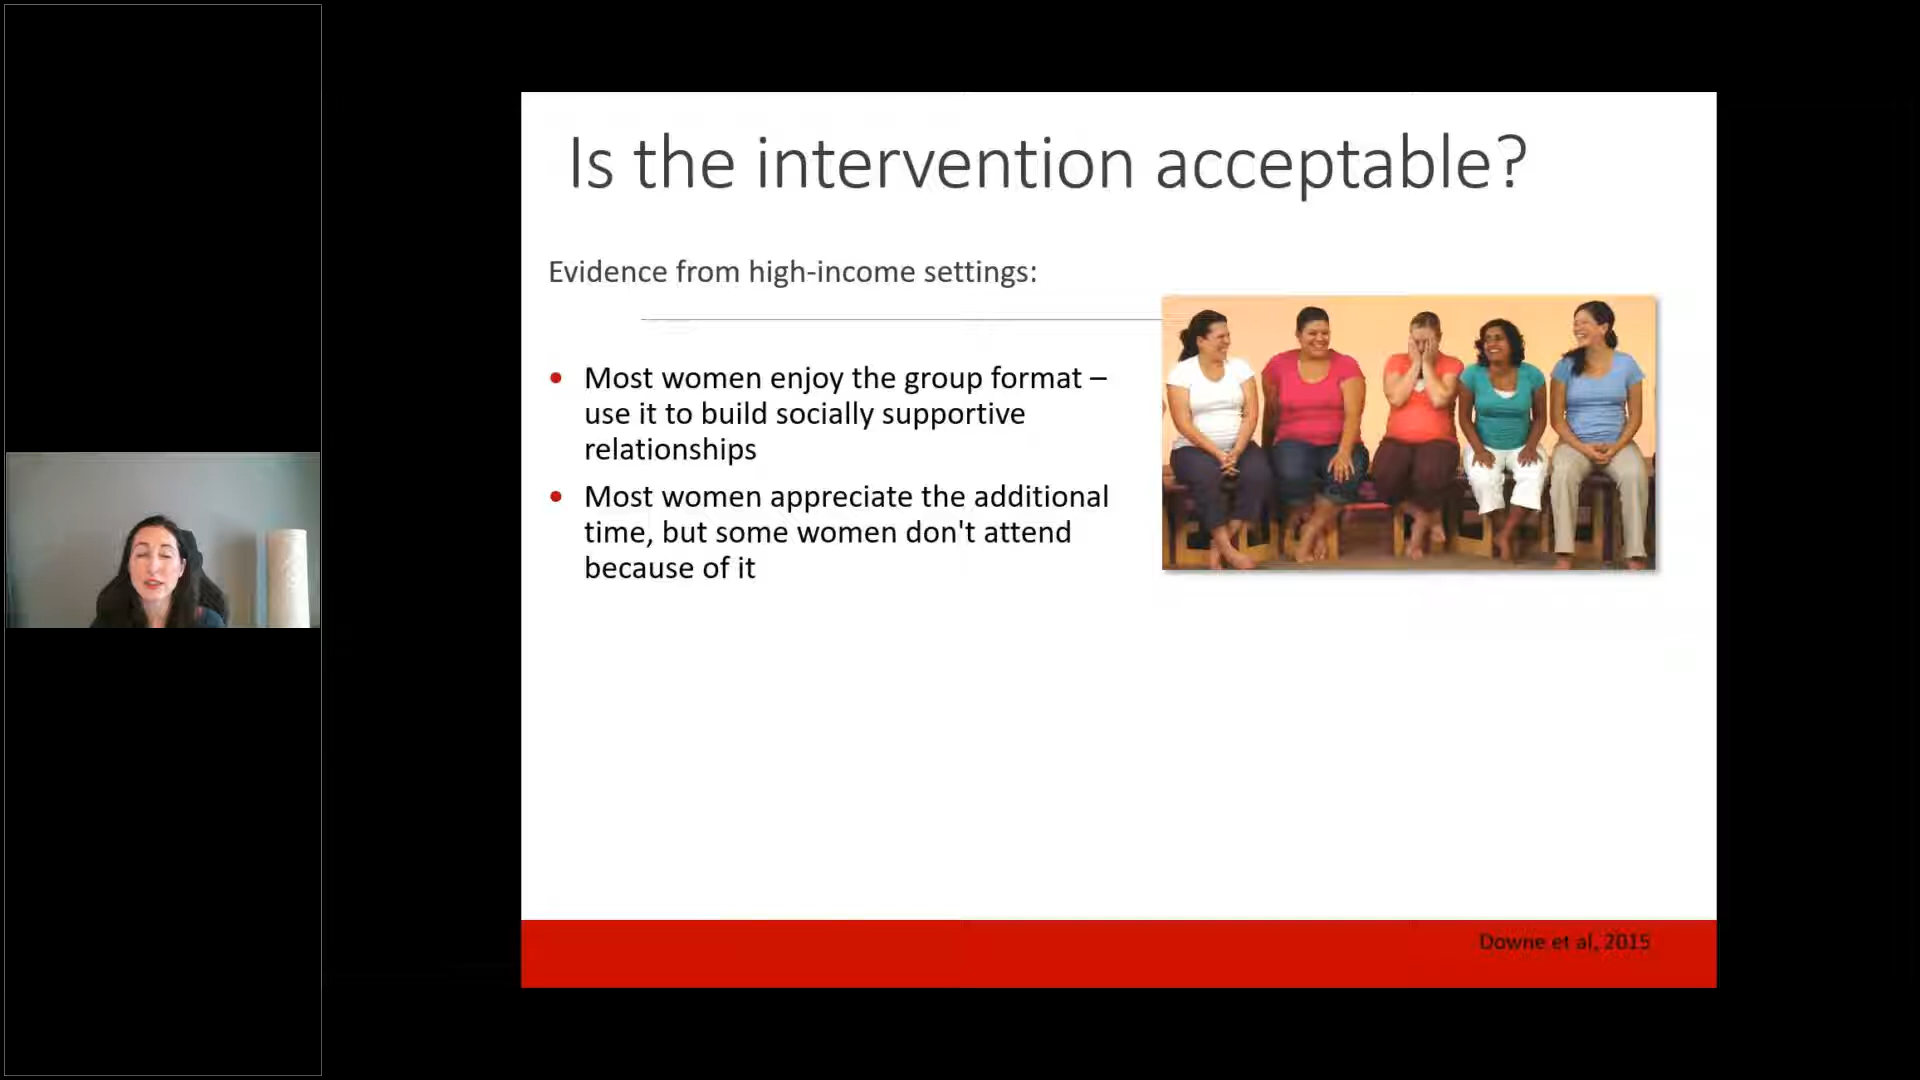 Is the intervention acceptable?
Evidence from high-income settings:
• Most women enjoy the group format –
use it to build socially supportive
relationships
• Most women appreciate the additional
time, but some women don't attend
because of it
Downe et al, 2015